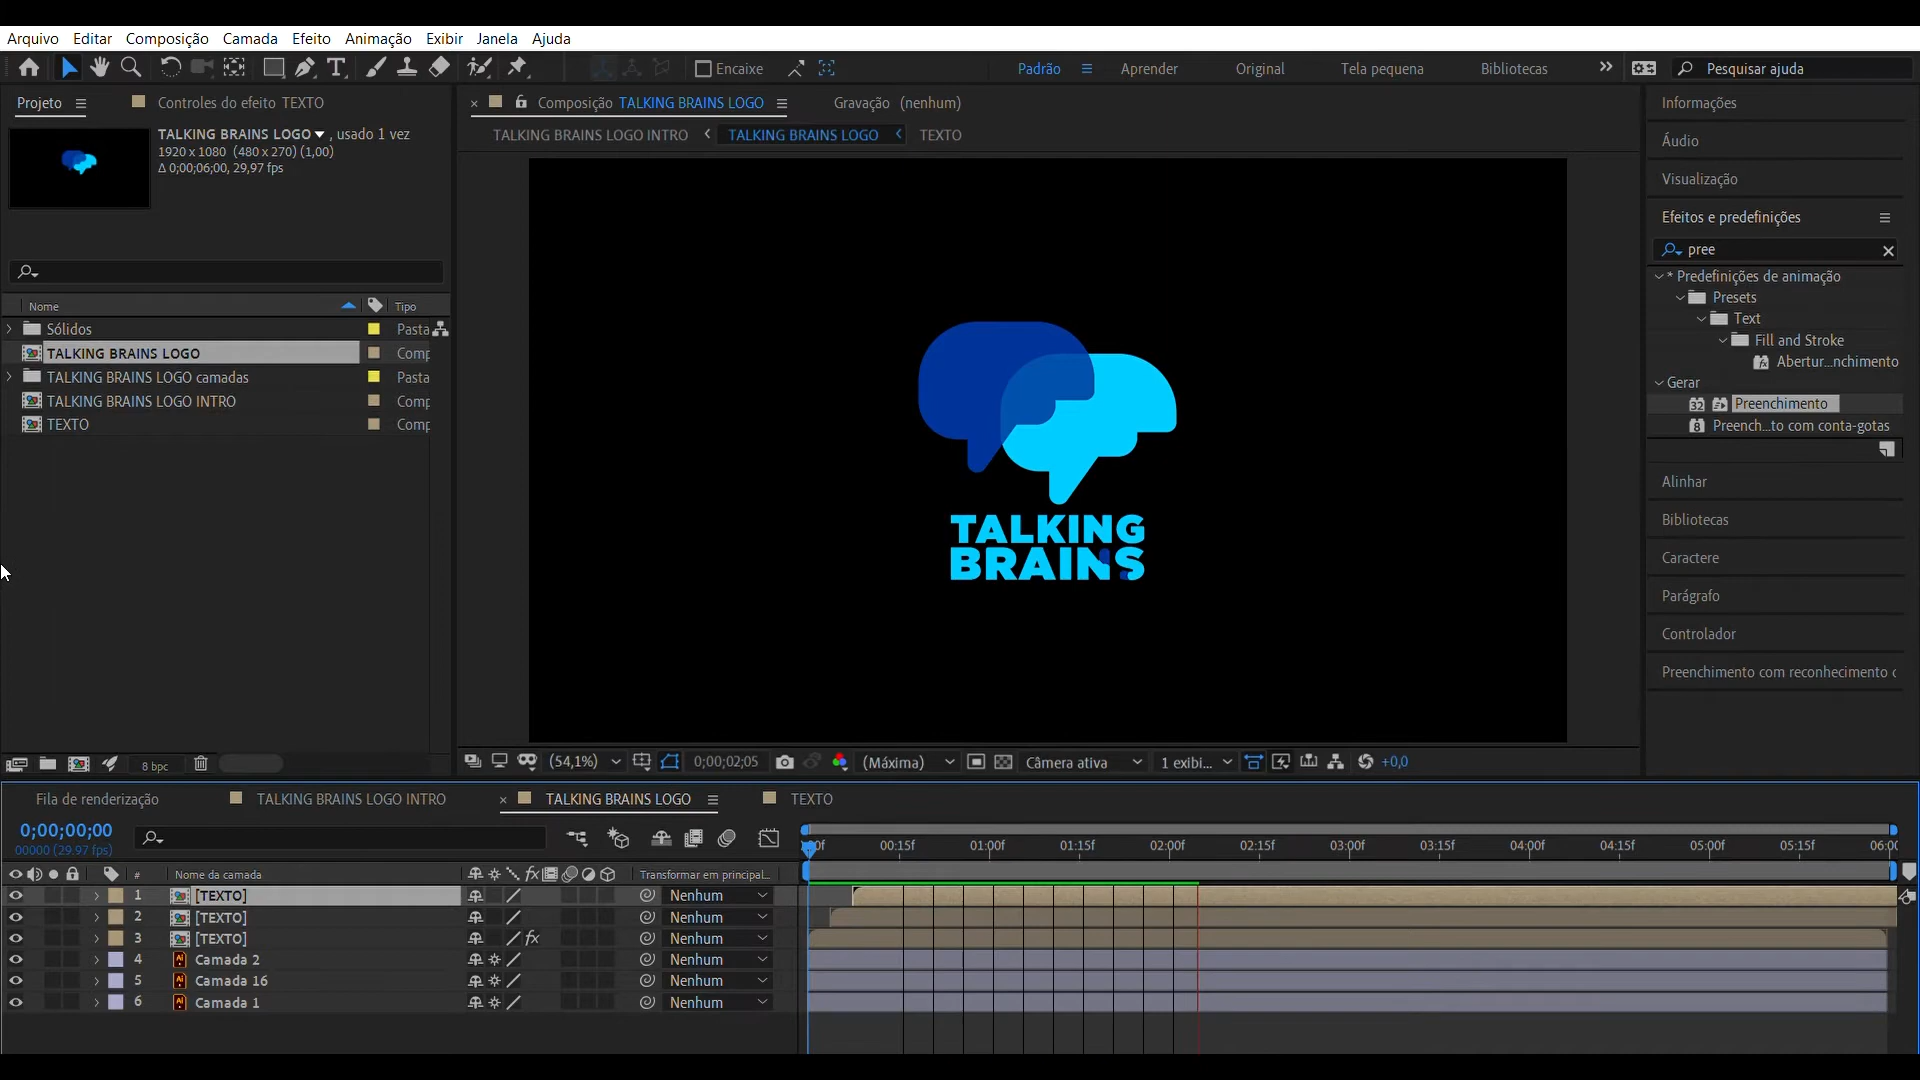 Arquivo Editar Composição Camada Efeito Animação Exibir Janela Ajuda
Encaixe Padrão Aprender Original Tela pequena Bibliotecas Pesquisar ajuda
Projeto Controles do efeito TEXTO
TALKING BRAINS LOGO , usado 1 vez
1920 x 1080 (480 x 270) (1,00)
Δ 0;00;06;00, 29,97 fps
Nome Tipo
Sólidos Pasta
TALKING BRAINS LOGO Comp
TALKING BRAINS LOGO camadas Pasta
TALKING BRAINS LOGO INTRO Comp
TEXTO Comp
8 bpc
Composição TALKING BRAINS LOGO Gravação (nenhum)
TALKING BRAINS LOGO INTRO TALKING BRAINS LOGO TEXTO
TALKING
BRAINS
(54,1%) 0;00;02;05 (Máxima) Câmera ativa 1 exibi... +0,0
Informações
Áudio
Visualização
Efeitos e predefinições
pree
* Predefinições de animação
Presets
Text
Fill and Stroke
Abertur...nchimento
Gerar
32 Preenchimento
8 Preench...to com conta-gotas
Alinhar
Bibliotecas
Caractere
Parágrafo
Controlador
Preenchimento com reconhecimento c
Fila de renderização TALKING BRAINS LOGO INTRO TALKING BRAINS LOGO TEXTO
0;00;00;00
00000 (29.97 fps)
00:15f 01:00f 01:15f 02:00f 02:15f 03:00f 03:15f 04:00f 04:15f 05:00f 05:15f 06:00
# Nome da camada fx Transformar em principal...
1 [TEXTO] Nenhum
2 [TEXTO] Nenhum
3 [TEXTO] fx Nenhum
4 Ai Camada 2 Nenhum
5 Ai Camada 16 Nenhum
6 Ai Camada 1 Nenhum